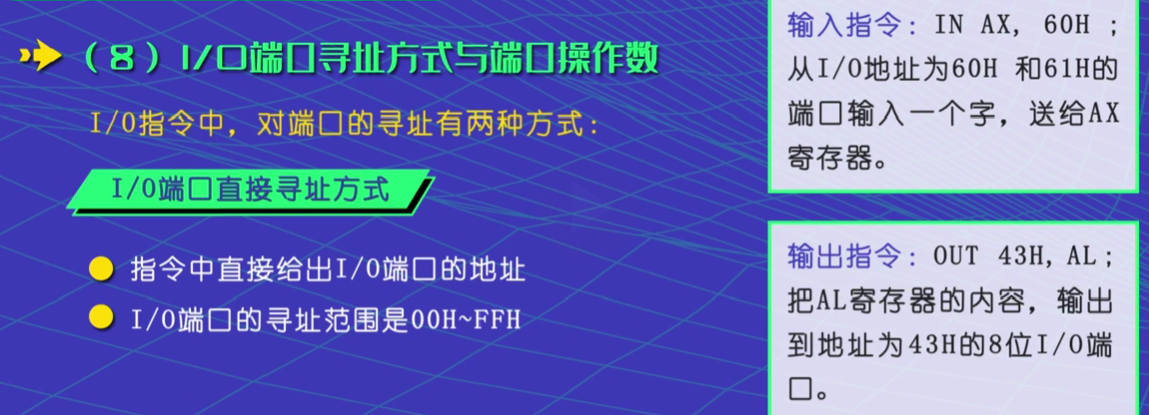 （8）I/O端口寻址方式与端口操作数
I/O指令中，对端口的寻址有两种方式：
I/O端口直接寻址方式
指令中直接给出I/O端口的地址
I/O端口的寻址范围是00H~FFH
输入指令：IN AX, 60H ；
从I/O地址为60H 和61H的
端口输入一个字，送给AX
寄存器。
输出指令：OUT 43H, AL；
把AL寄存器的内容，输出
到地址为43H的8位I/O端
口。